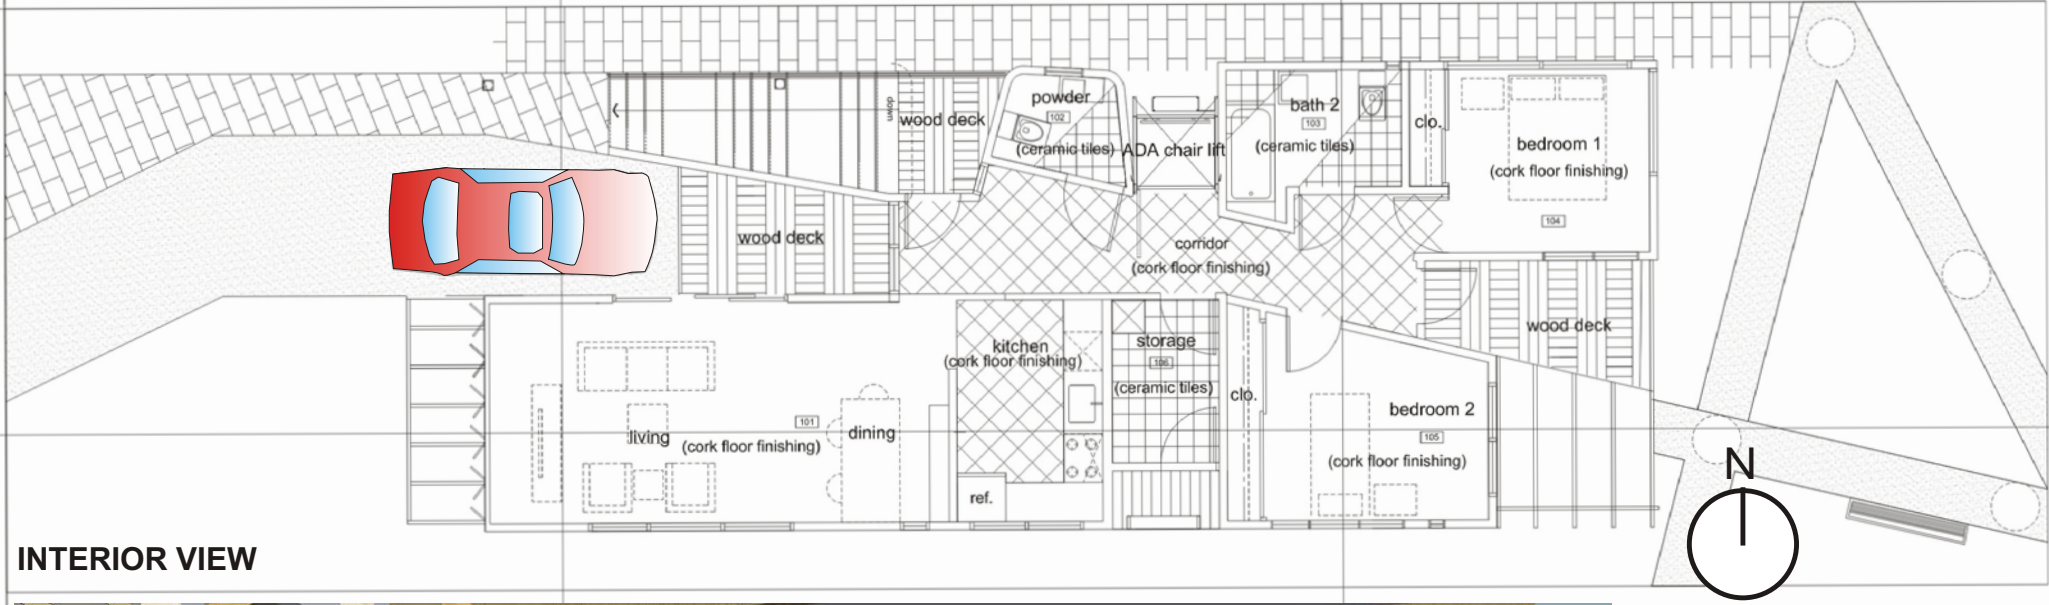 powder
102
(ceramic tiles)
down
wood deck
ADA chair lift
bath 2
103
(ceramic tiles)
clo.
bedroom 1
(cork floor finishing)
104
wood deck
corridor
(cork floor finishing)
wood deck
kitchen
(cork floor finishing)
storage
106
(ceramic tiles)
clo.
bedroom 2
105
(cork floor finishing)
living
101
(cork floor finishing)
dining
ref.
N
INTERIOR VIEW